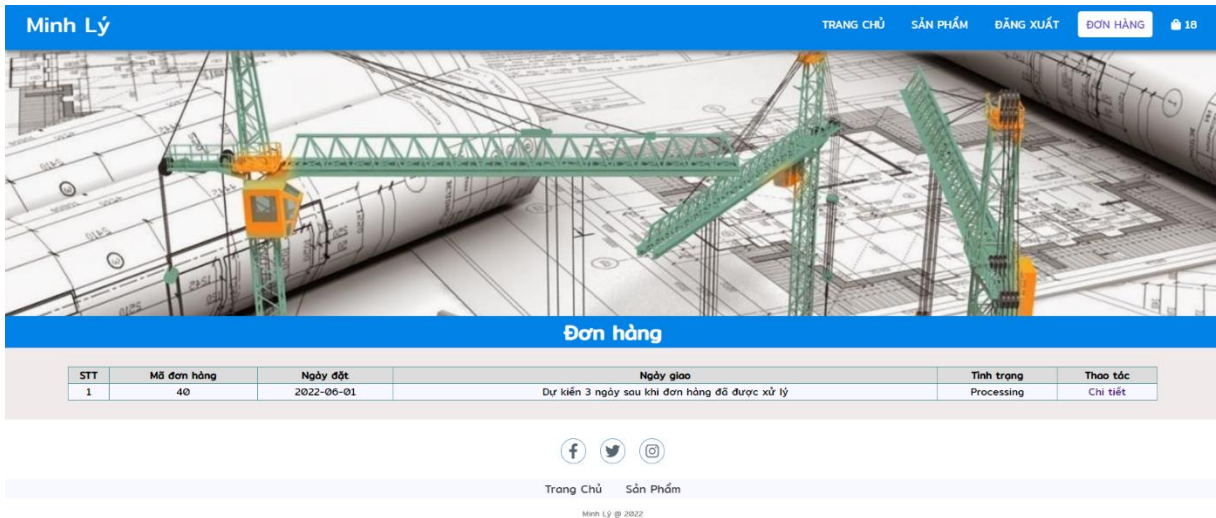 Minh Lý
TRANG CHỦ SẢN PHẨM ĐĂNG XUẤT ĐƠN HÀNG 18
Đơn hàng
STT Mã đơn hàng Ngày đặt Ngày giao Tình trạng Thao tác
1 40 2022-06-01 Dự kiến 3 ngày sau khi đơn hàng đã được xử lý Processing Chi tiết
Trang Chủ Sản Phẩm
Minh Lý @ 2022